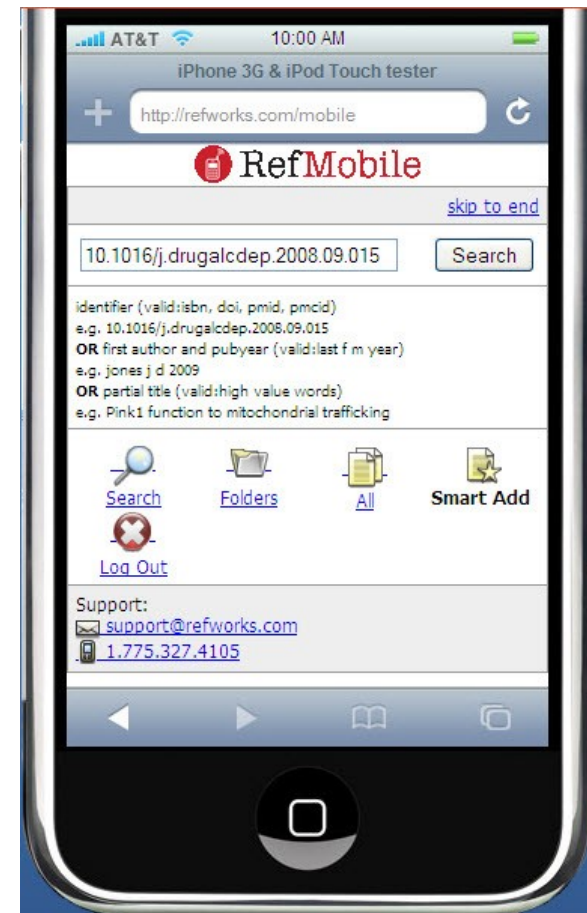 AT&T 10:00 AM
iPhone 3G & iPod Touch tester
http://refworks.com/mobile
RefMobile
skip to end
10.1016/j.drugalcdep.2008.09.015 Search
identifier (valid:isbn, doi, pmid, pmcid)
e.g. 10.1016/j.drugalcdep.2008.09.015
OR first author and pubyear (valid:last f m year)
e.g. jones j d 2009
OR partial title (valid:high value words)
e.g. Pink1 function to mitochondrial trafficking
Search Folders All Smart Add
Log Out
Support:
support@refworks.com
1.775.327.4105